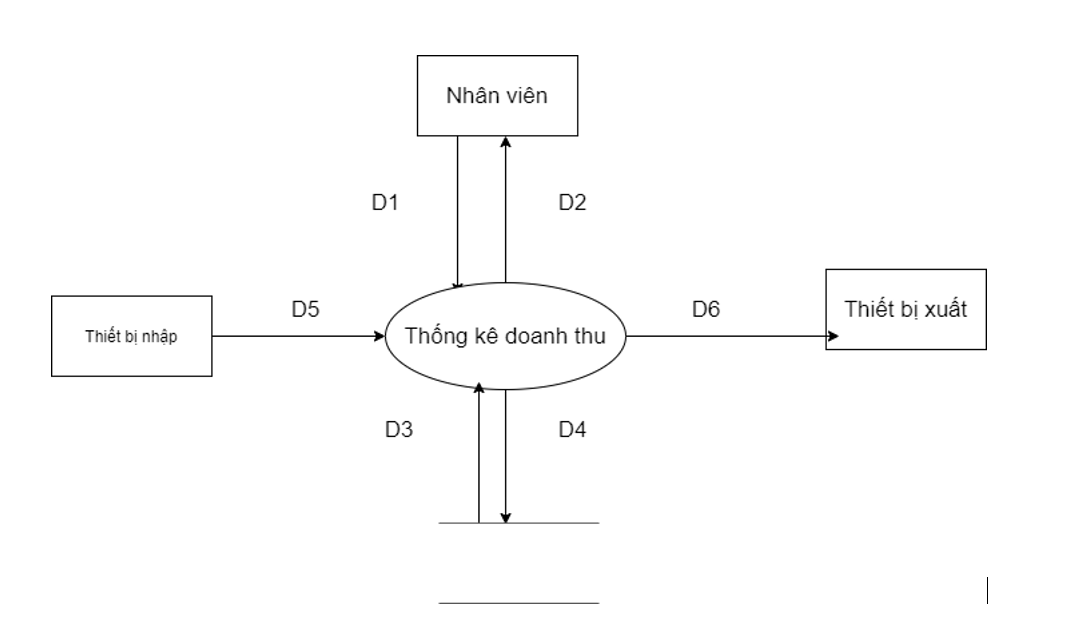 Nhân viên
D1
D2
Thiết bị nhập
D5
Thống kê doanh thu
D6
Thiết bị xuất
D3
D4